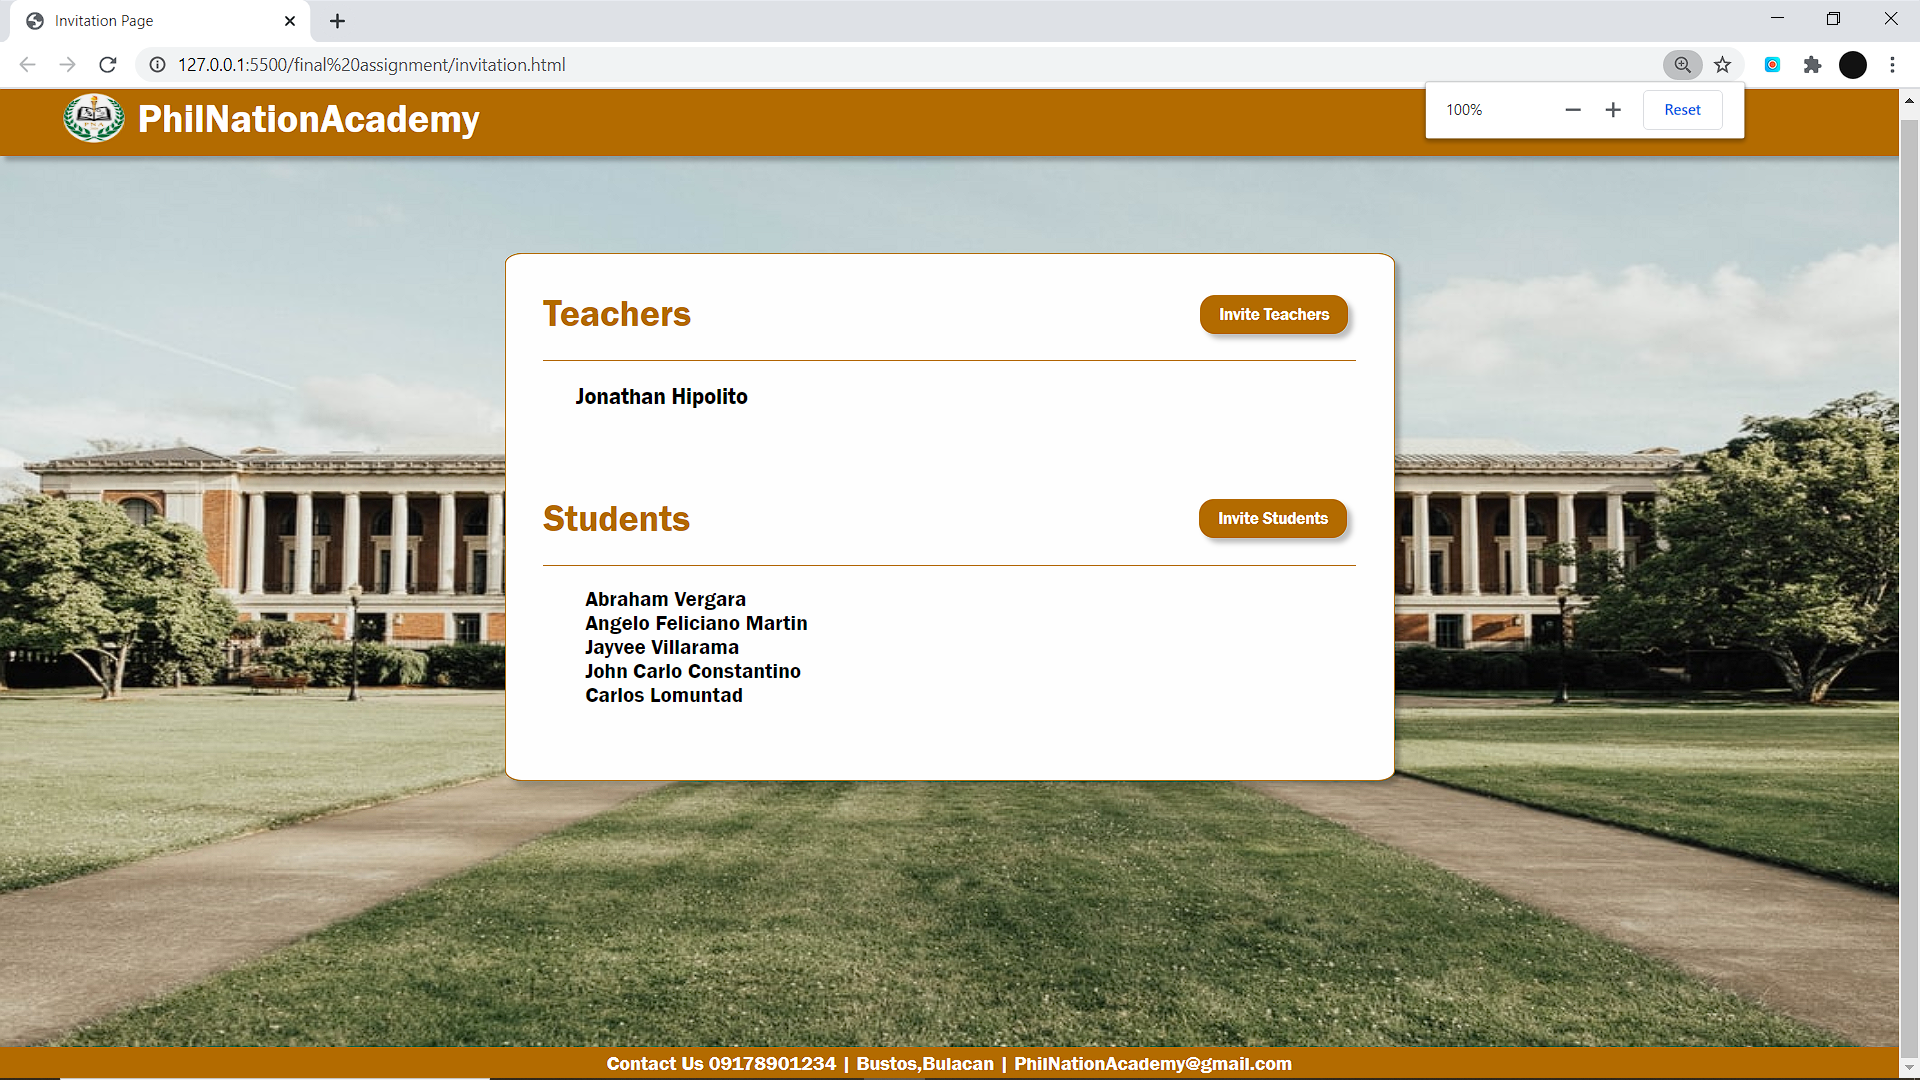 Invitation Page
127.0.0.1:5500/final%20assignment/invitation.html
100%
Reset
PhilNationAcademy
Teachers
Invite Teachers
Jonathan Hipolito
Students
Invite Students
Abraham Vergara
Angelo Feliciano Martin
Jayvee Villarama
John Carlo Constantino
Carlos Lomuntad
Contact Us 09178901234 | Bustos,Bulacan | PhilNationAcademy@gmail.com